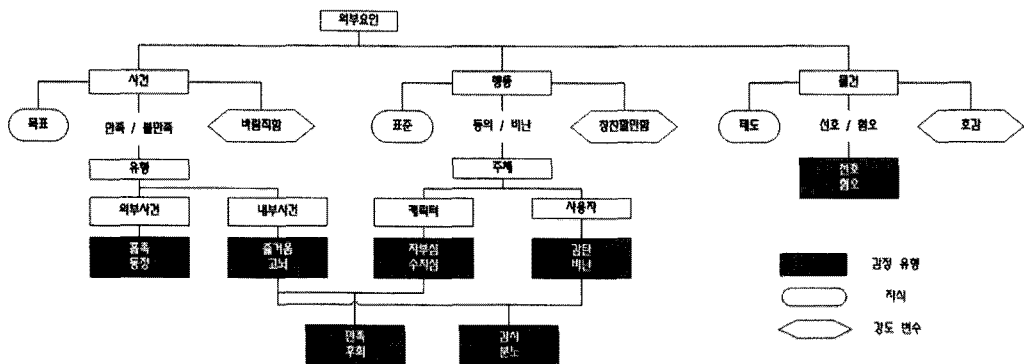 외부요인
사건
행동
물건
목표
만족 / 불만족
바람직함
표준
동의 / 비난
칭찬할만함
태도
선호 / 혐오
호감
유형
주체
선호
혐오
외부사건
내부사건
캐릭터
사용자
흡족
동정
즐거움
고뇌
자부심
수치심
감탄
비난
감정 유형
지식
만족
후회
감사
분노
강도 변수